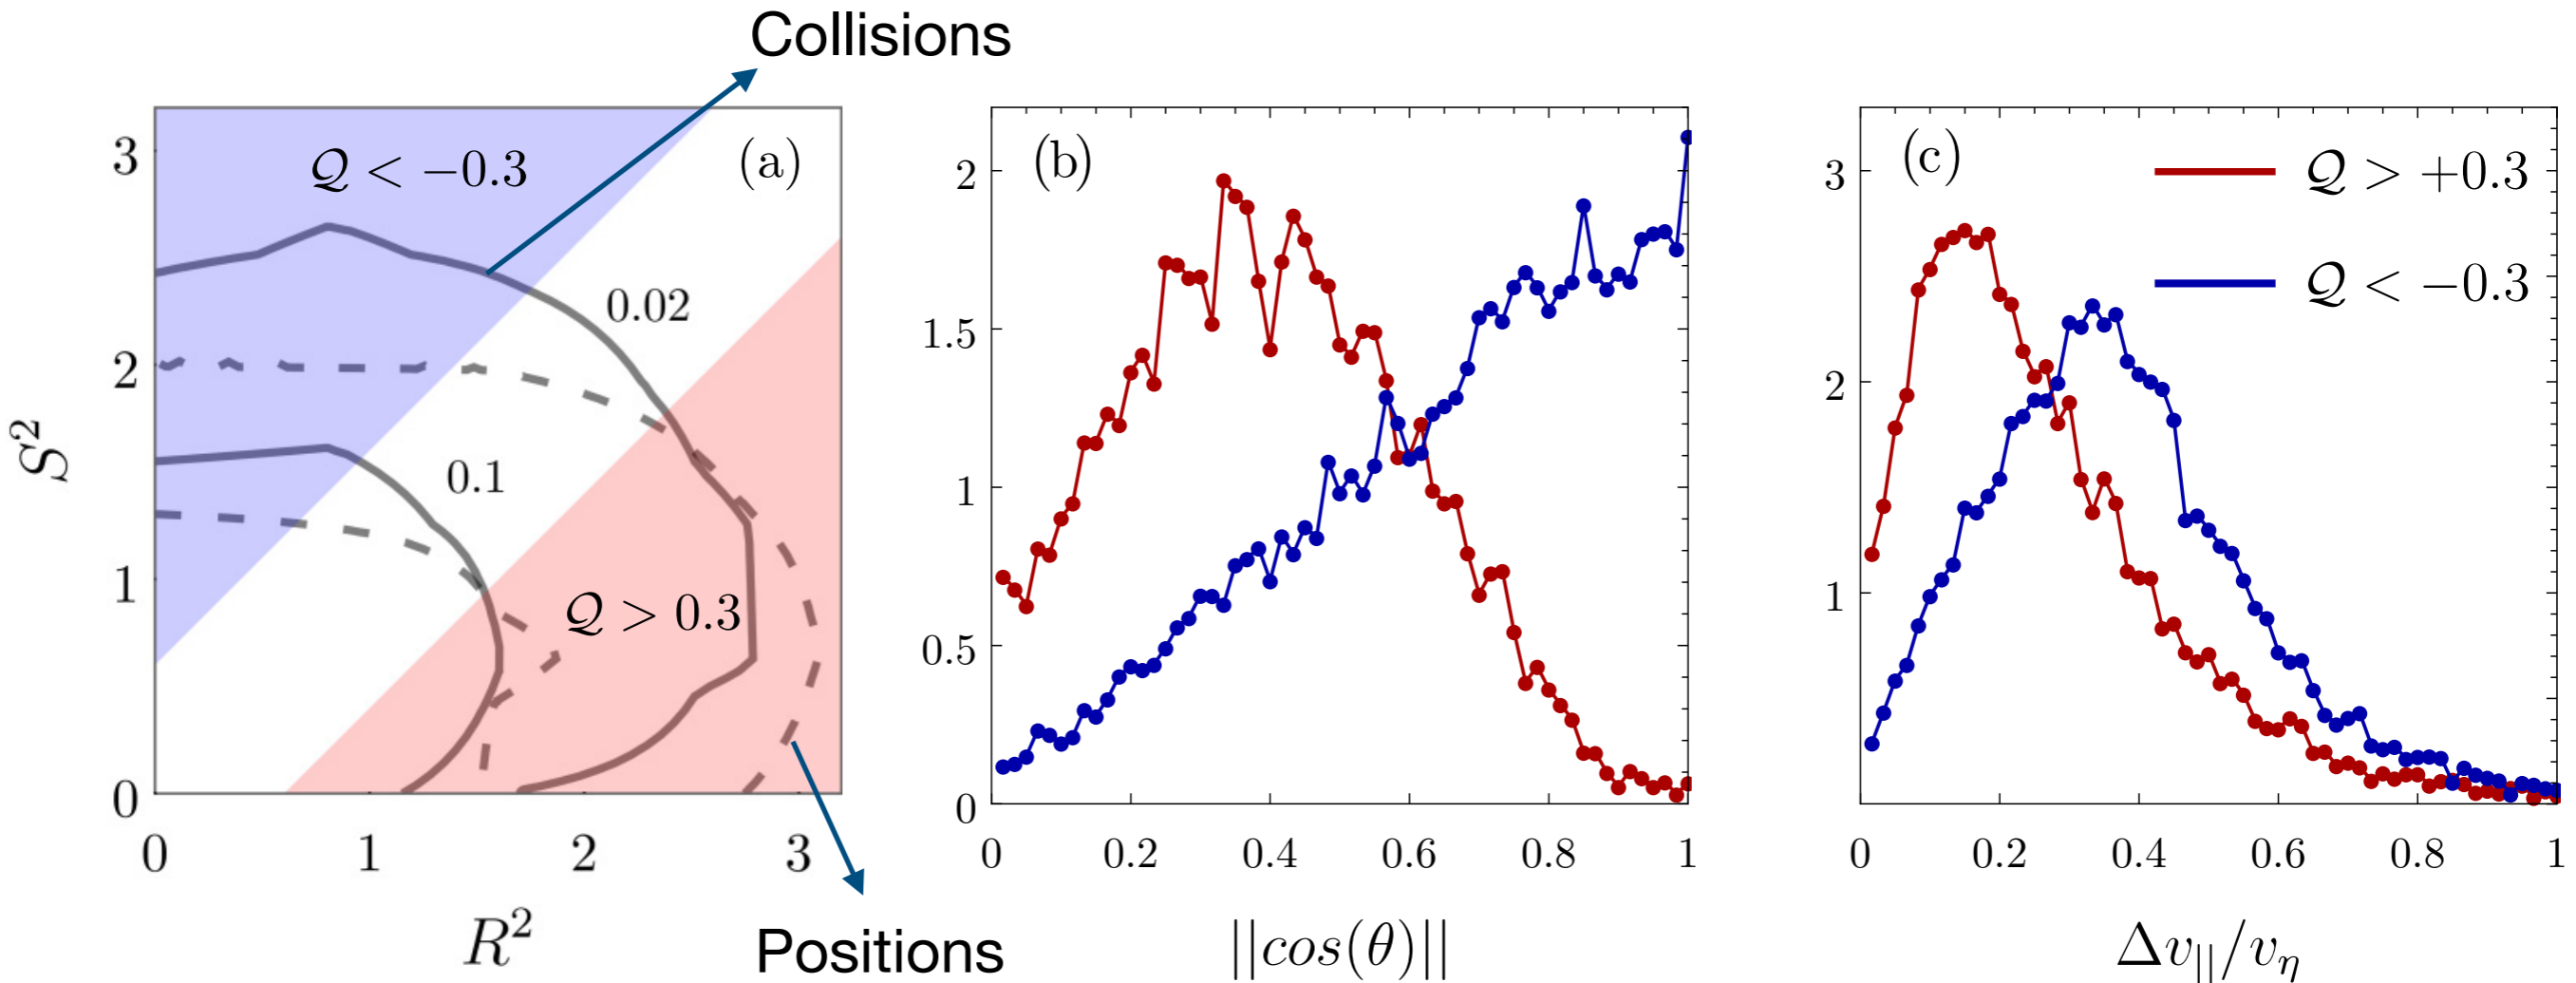 Collisions
(a)
𝒬 < −0.3
0.02
0.1
𝒬 > 0.3
3
2
1
0
0
1
2
3
S²
R²
Positions
(b)
2
1.5
1
0.5
0
0
0.2
0.4
0.6
0.8
1
||cos(θ)||
(c)
𝒬 > +0.3
𝒬 < −0.3
3
2
1
0
0.2
0.4
0.6
0.8
1
Δv||/vη